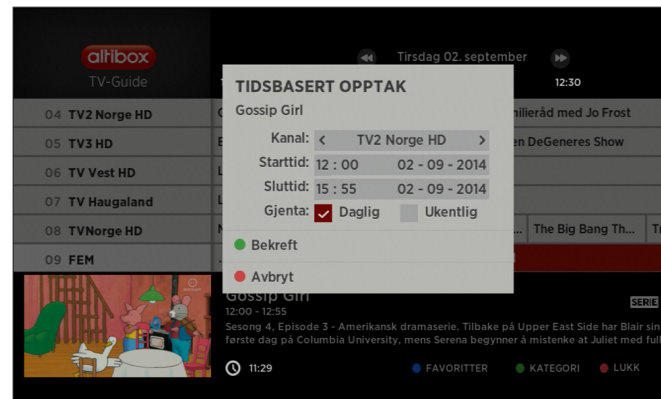 altibox
TV-Guide
Tirsdag 02. september
12:30
04 TV2 Norge HD
05 TV3 HD
06 TV Vest HD
07 TV Haugaland
08 TVNorge HD
09 FEM
TIDSBASERT OPPTAK
Gossip Girl
Kanal: < TV2 Norge HD >
Starttid: 12 : 00 02 - 09 - 2014
Sluttid: 15 : 55 02 - 09 - 2014
Gjenta: Daglig Ukentlig
Bekreft
Avbryt
med Jo Frost
DeGeneres Show
The Big Bang Th...
Gossip Girl
SERIE
12:00 - 12:55
Sesong 4, Episode 3 - Amerikansk dramaserie. Tilbake på Upper East Side har Blair sin
første dag på Columbia University, mens Serena begynner å mistenke at Juliet med full
11:29
FAVORITTER KATEGORI LUKK